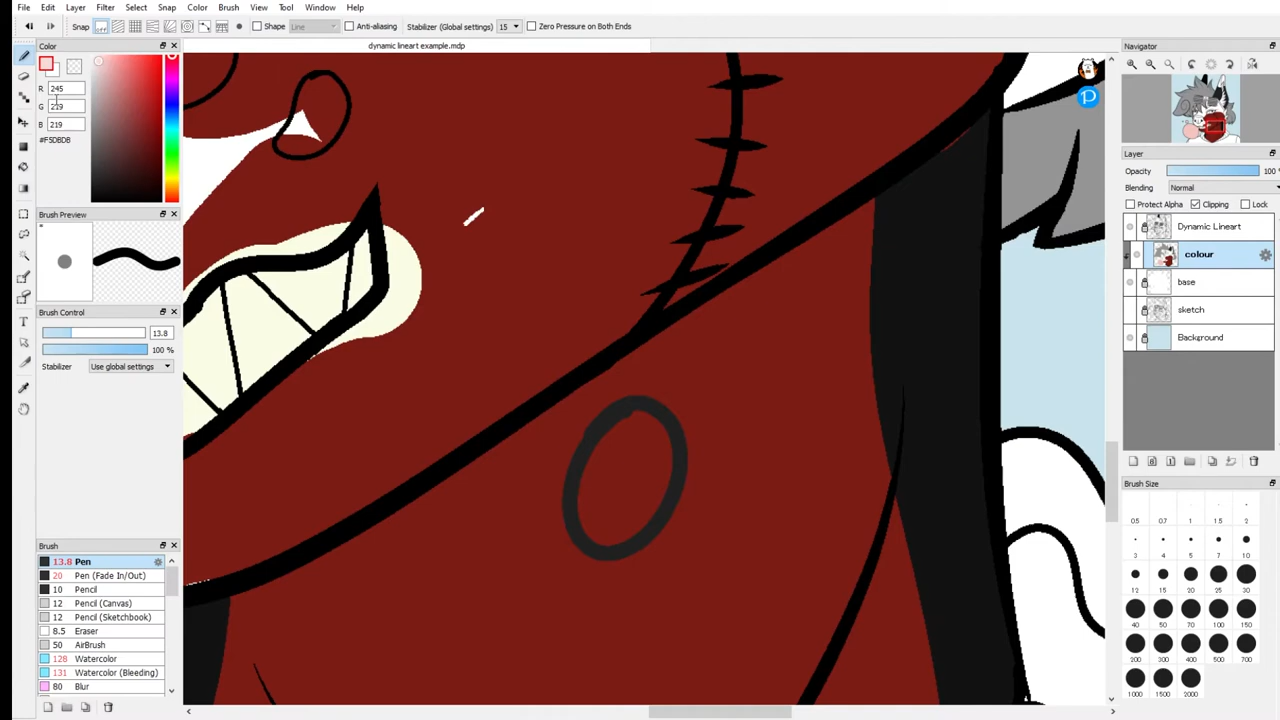 File Edit Layer Filter Select Snap Color Brush View Tool Window Help
Snap OFF Shape Line Anti-aliasing Stabilizer (Global settings) 15 Zero Pressure on Both Ends
Color
dynamic lineart example.mdp
Navigator
R 245
G 219
B 219
#F5DBDB
Brush Preview
Brush Control
13.8
100 %
Stabilizer Use global settings
Brush
13.8 Pen
20 Pen (Fade In/Out)
10 Pencil
12 Pencil (Canvas)
12 Pencil (Sketchbook)
8.5 Eraser
50 AirBrush
128 Watercolor
131 Watercolor (Bleeding)
80 Blur
P
Layer
Opacity 100 %
Blending Normal
Protect Alpha Clipping Lock
Dynamic Lineart
colour
base
sketch
Background
Brush Size
0.5 0.7 1 1.5 2
3 4 5 7 10
12 15 20 25 30
40 50 70 100 150
200 300 400 500 700
1000 1500 2000